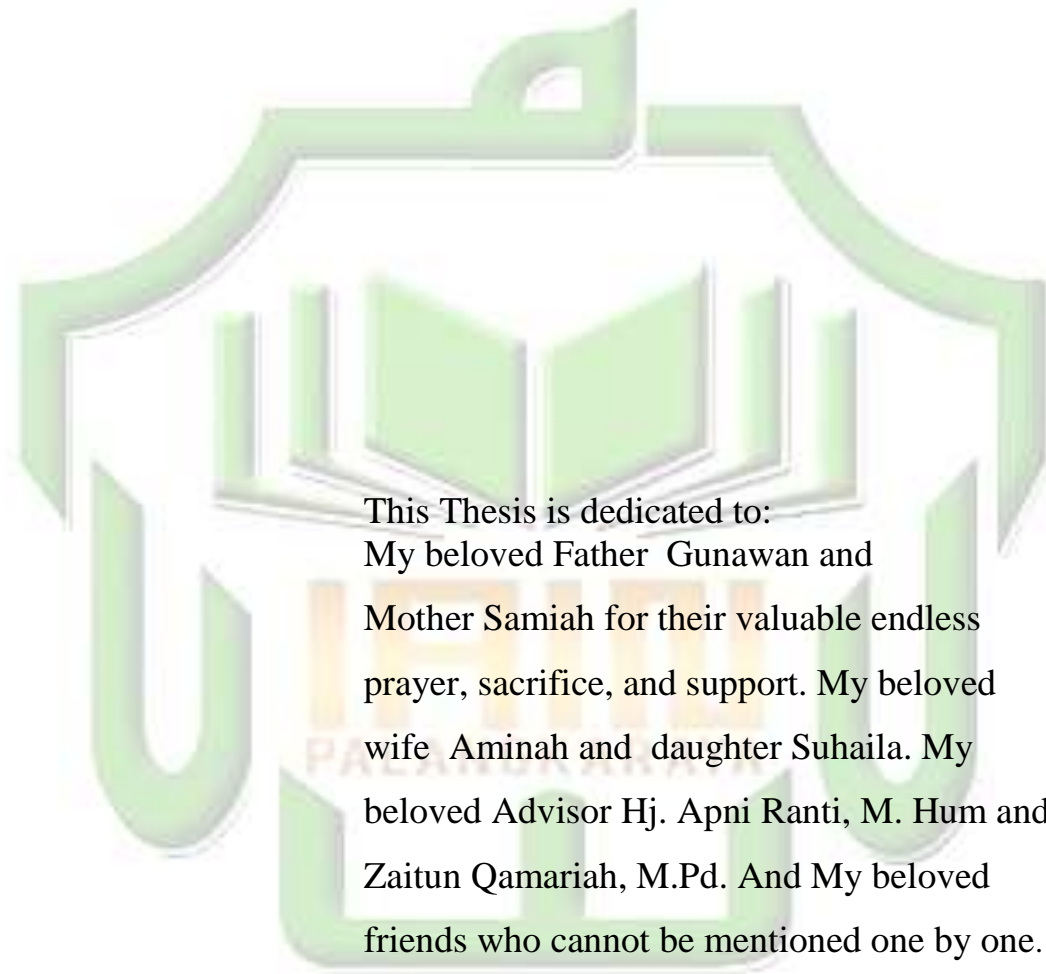 This Thesis is dedicated to:
My beloved Father Gunawan and
Mother Samiah for their valuable endless
prayer, sacrifice, and support. My beloved
IAIN
wife Aminah and daughter Suhaila. My
PALANGKARAYA
beloved Advisor Hj. Apni Ranti, M. Hum and
Zaitun Qamariah, M.Pd. And My beloved
friends who cannot be mentioned one by one.